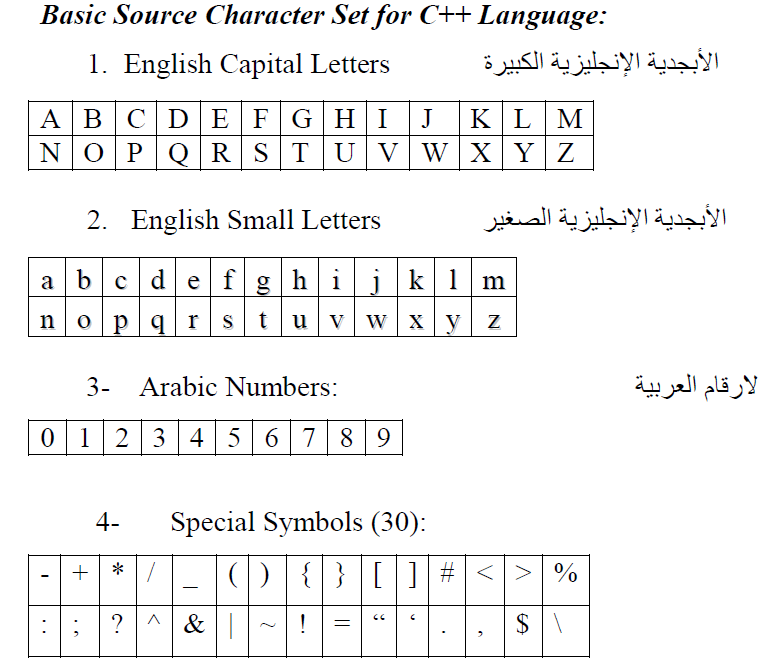 Basic Source Character Set for C++ Language:
1. English Capital Letters الأبجدية الإنجليزية الكبيرة
A B C D E F G H I J K L M
N O P Q R S T U V W X Y Z
2. English Small Letters الأبجدية الإنجليزية الصغير
a b c d e f g h i j k l m
n o p q r s t u v w x y z
3- Arabic Numbers: لارقام العربية
0 1 2 3 4 5 6 7 8 9
4- Special Symbols (30):
- + * / _ ( ) { } [ ] # < > %
: ; ? ^ & | ~ ! = “ ‘ . , $ \